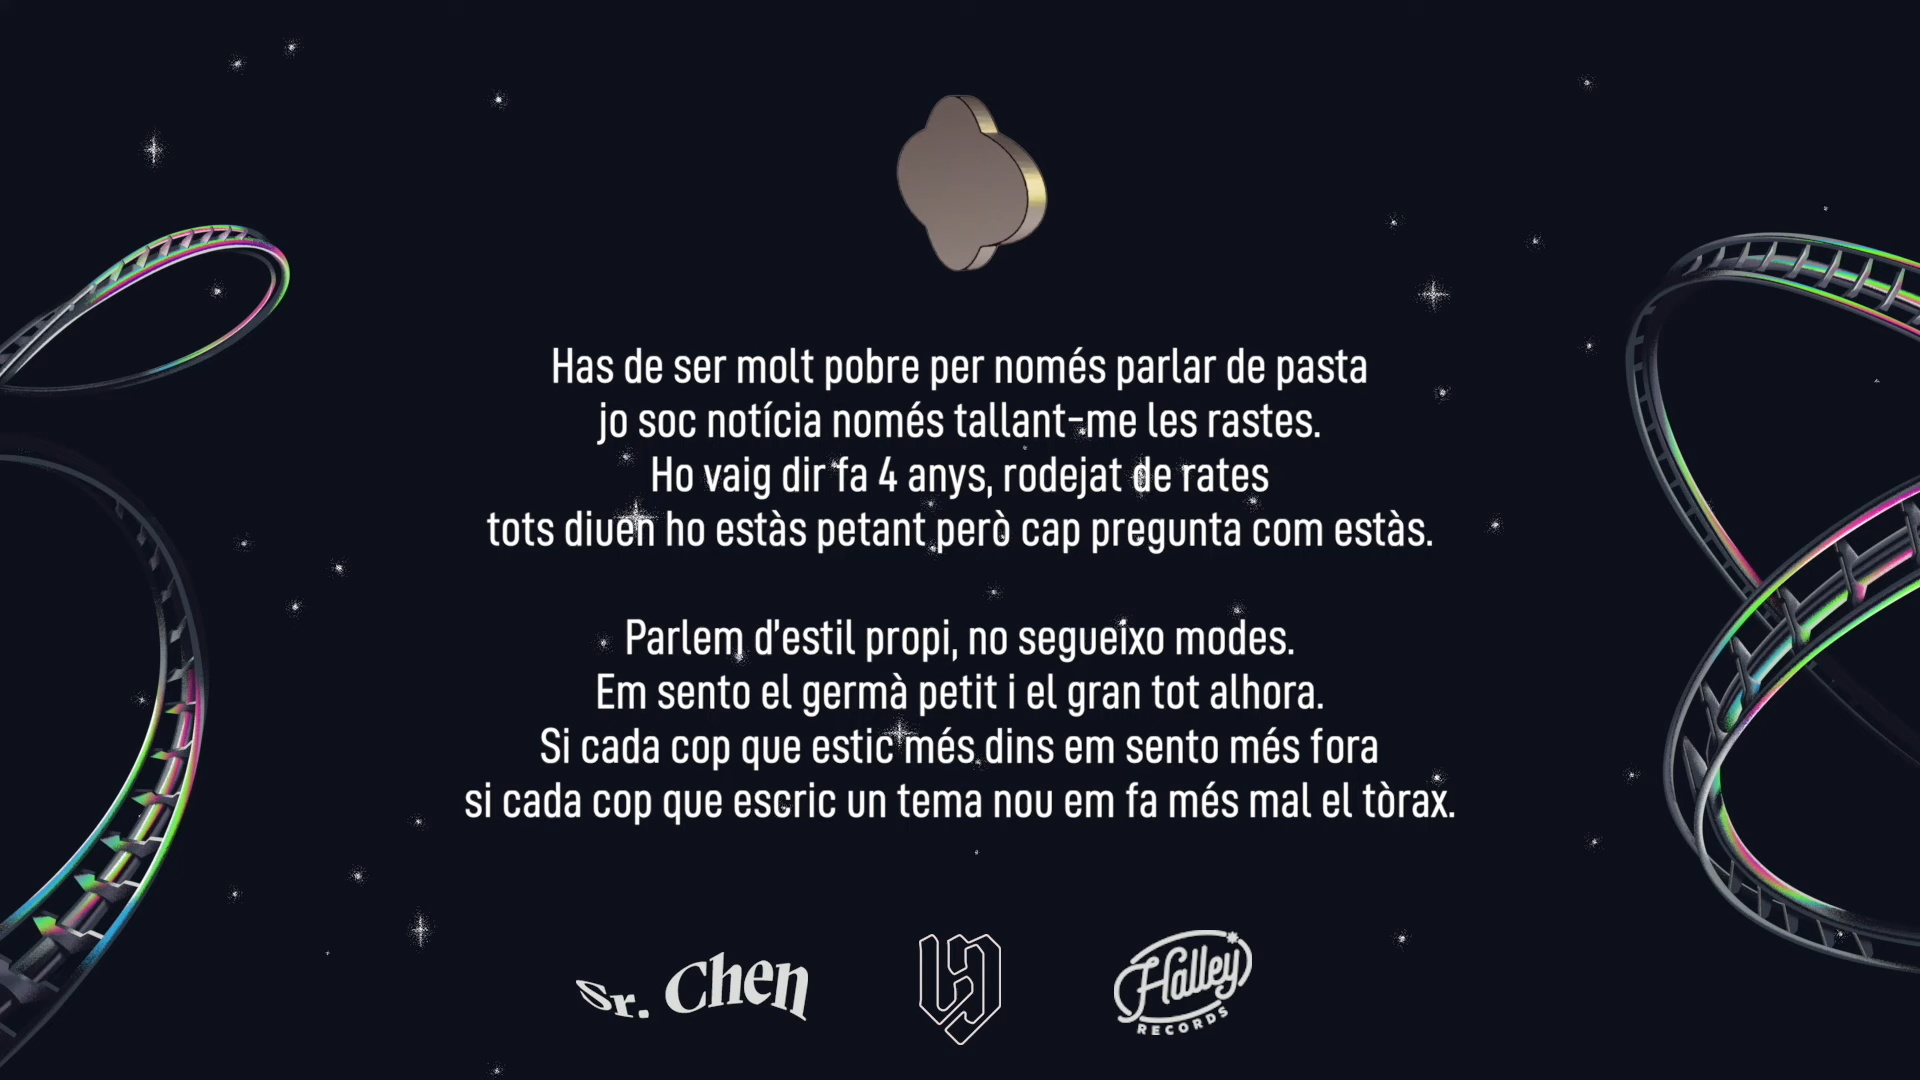 Has de ser molt pobre per només parlar de pasta
jo soc notícia només tallant-me les rastes.
Ho vaig dir fa 4 anys, rodejat de rates
tots diuen ho estàs petant però cap pregunta com estàs.
Parlem d'estil propi, no segueixo modes.
Em sento el germà petit i el gran tot alhora.
Si cada cop que estic més dins em sento més fora
si cada cop que escric un tema nou em fa més mal el tòrax.
Sr. Chen
Halley
RECORDS